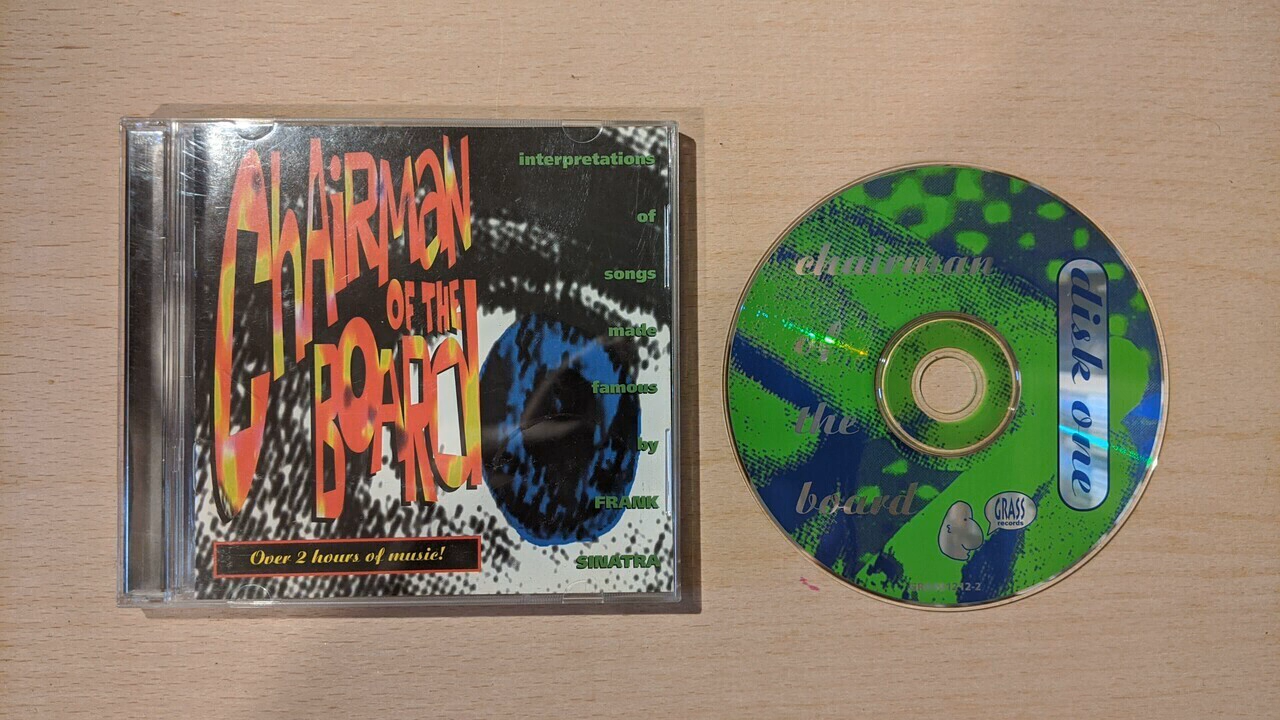 ChAiRMaN
OF THE
BOARd
interpretations
of
songs
made
famous
by
FRANK
SINATRA
Over 2 hours of music!
chairman
of
the
board
disk one
GRASS
records